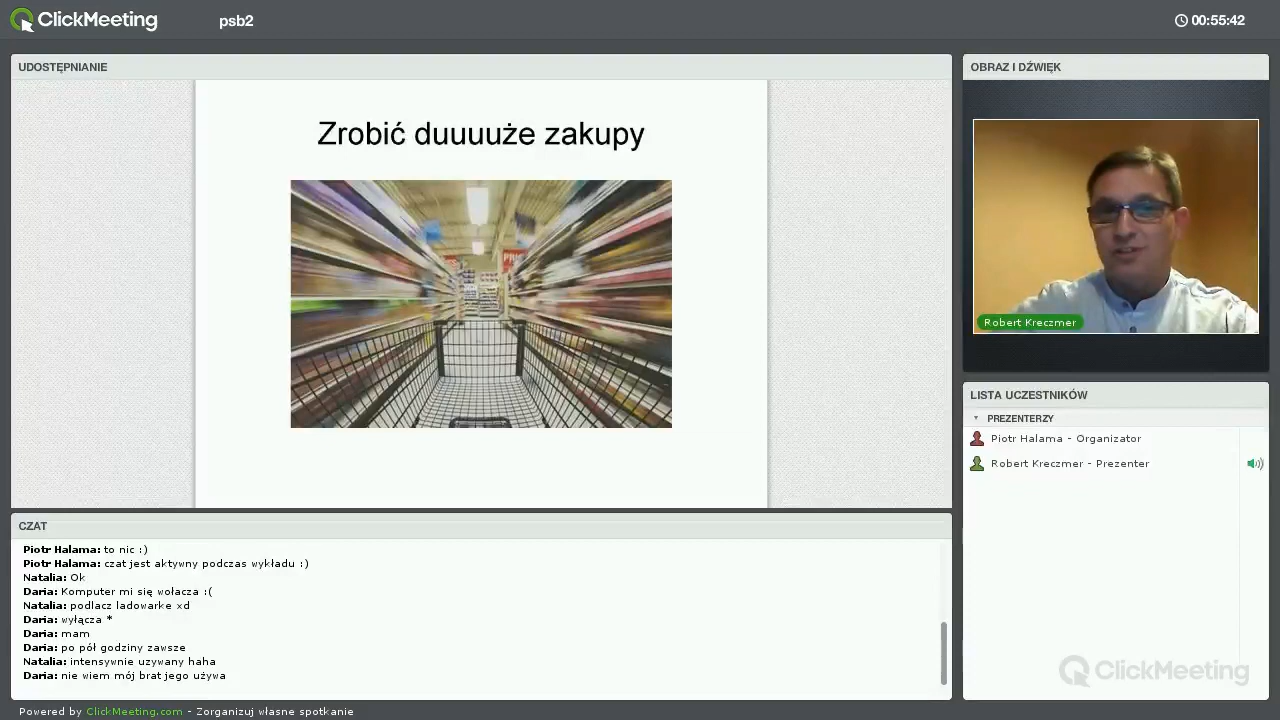 ClickMeeting
psb2
00:55:42
UDOSTĘPNIANIE
Zrobić duuuuże zakupy
OBRAZ I DŹWIĘK
Robert Kreczmer
LISTA UCZESTNIKÓW
PREZENTERZY
Piotr Halama - Organizator
Robert Kreczmer - Prezenter
CZAT
Piotr Halama: to nic :)
Piotr Halama: czat jest aktywny podczas wykładu :)
Natalia: Ok
Daria: Komputer mi się wołacza :(
Natalia: podlacz ladowarke xd
Daria: wyłącza *
Daria: mam
Daria: po pół godziny zawsze
Natalia: intensywnie uzywany haha
Daria: nie wiem mój brat jego używa
ClickMeeting
Powered by ClickMeeting.com - Zorganizuj własne spotkanie